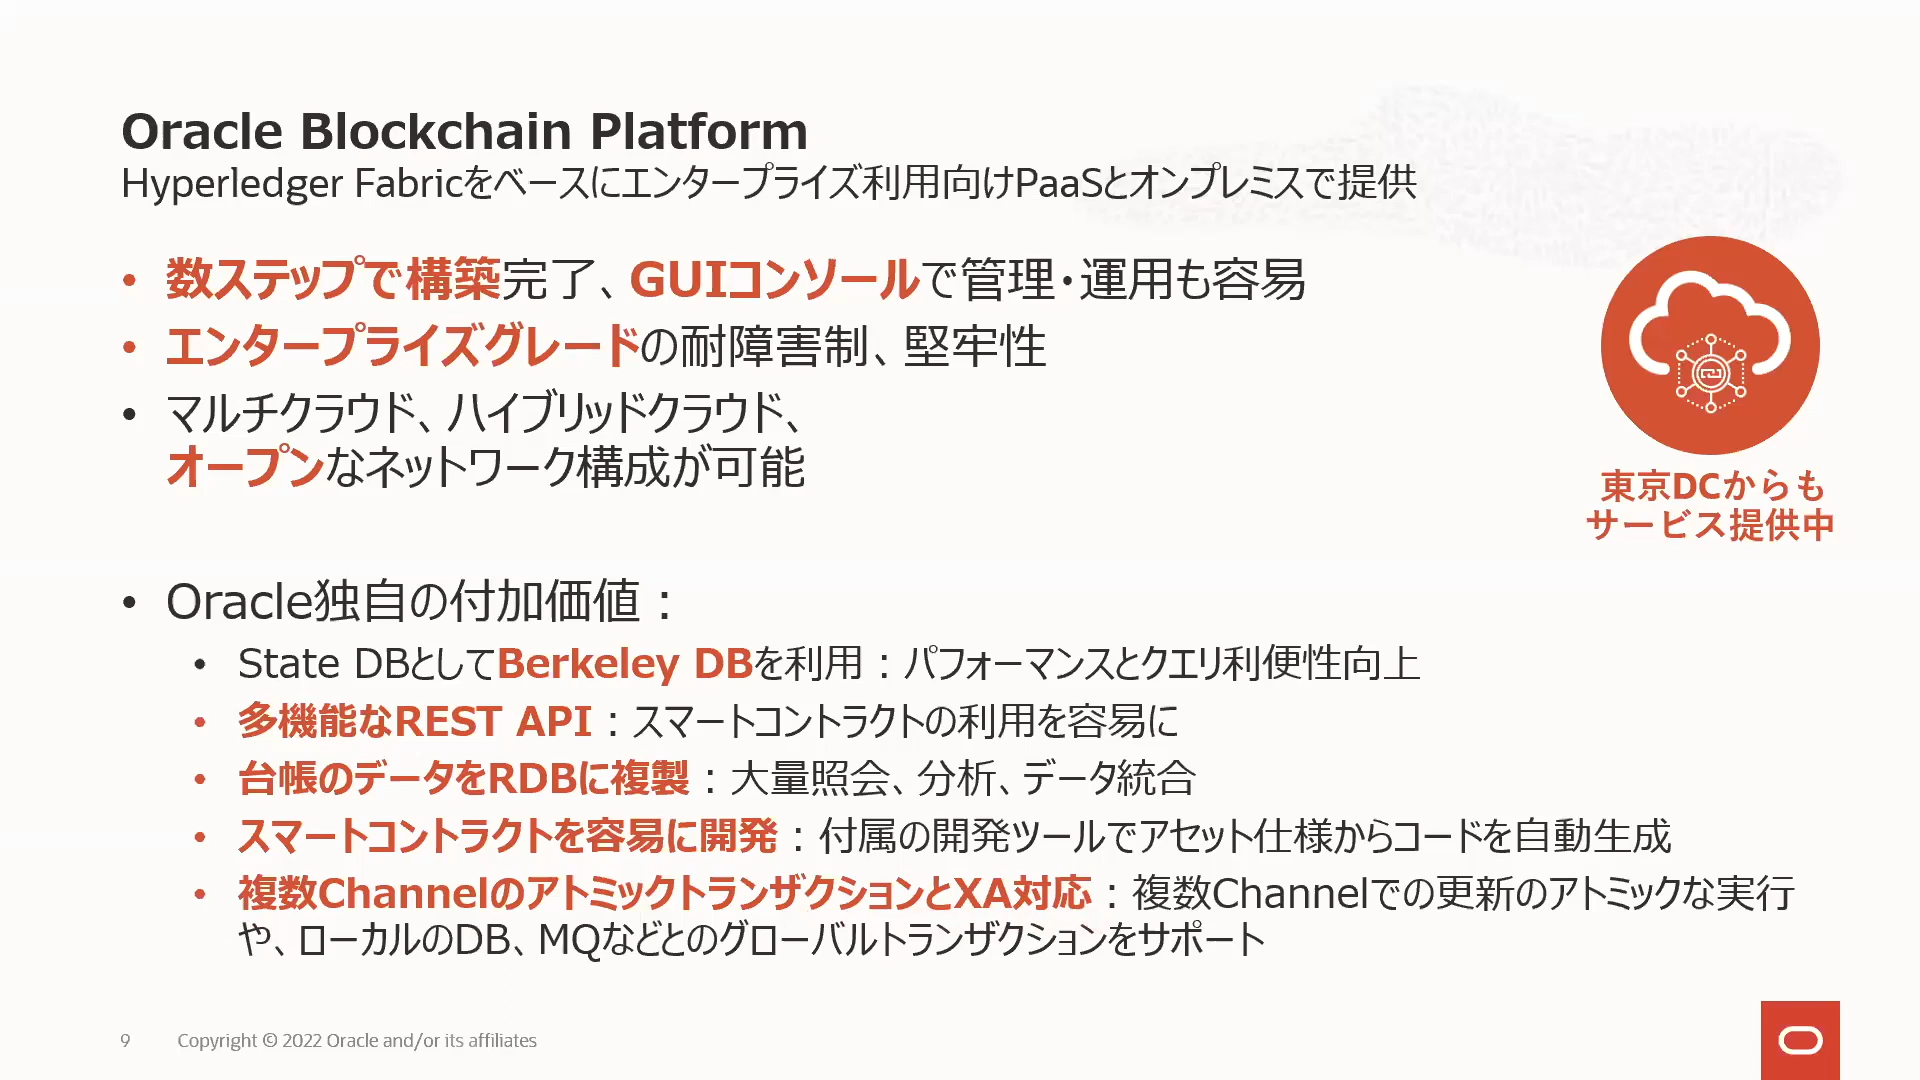 Oracle Blockchain Platform
Hyperledger Fabricをベースにエンタープライズ利用向けPaaSとオンプレミスで提供
• 数ステップで構築完了、GUIコンソールで管理・運用も容易
• エンタープライズグレードの耐障害制、堅牢性
• マルチクラウド、ハイブリッドクラウド、
オープンなネットワーク構成が可能
東京DCからも
サービス提供中
• Oracle独自の付加価値：
• State DBとしてBerkeley DBを利用：パフォーマンスとクエリ利便性向上
• 多機能なREST API：スマートコントラクトの利用を容易に
• 台帳のデータをRDBに複製：大量照会、分析、データ統合
• スマートコントラクトを容易に開発：付属の開発ツールでアセット仕様からコードを自動生成
• 複数ChannelのアトミックトランザクションとXA対応：複数Channelでの更新のアトミックな実行
や、ローカルのDB、MQなどとのグローバルトランザクションをサポート
9 Copyright © 2022 Oracle and/or its affiliates